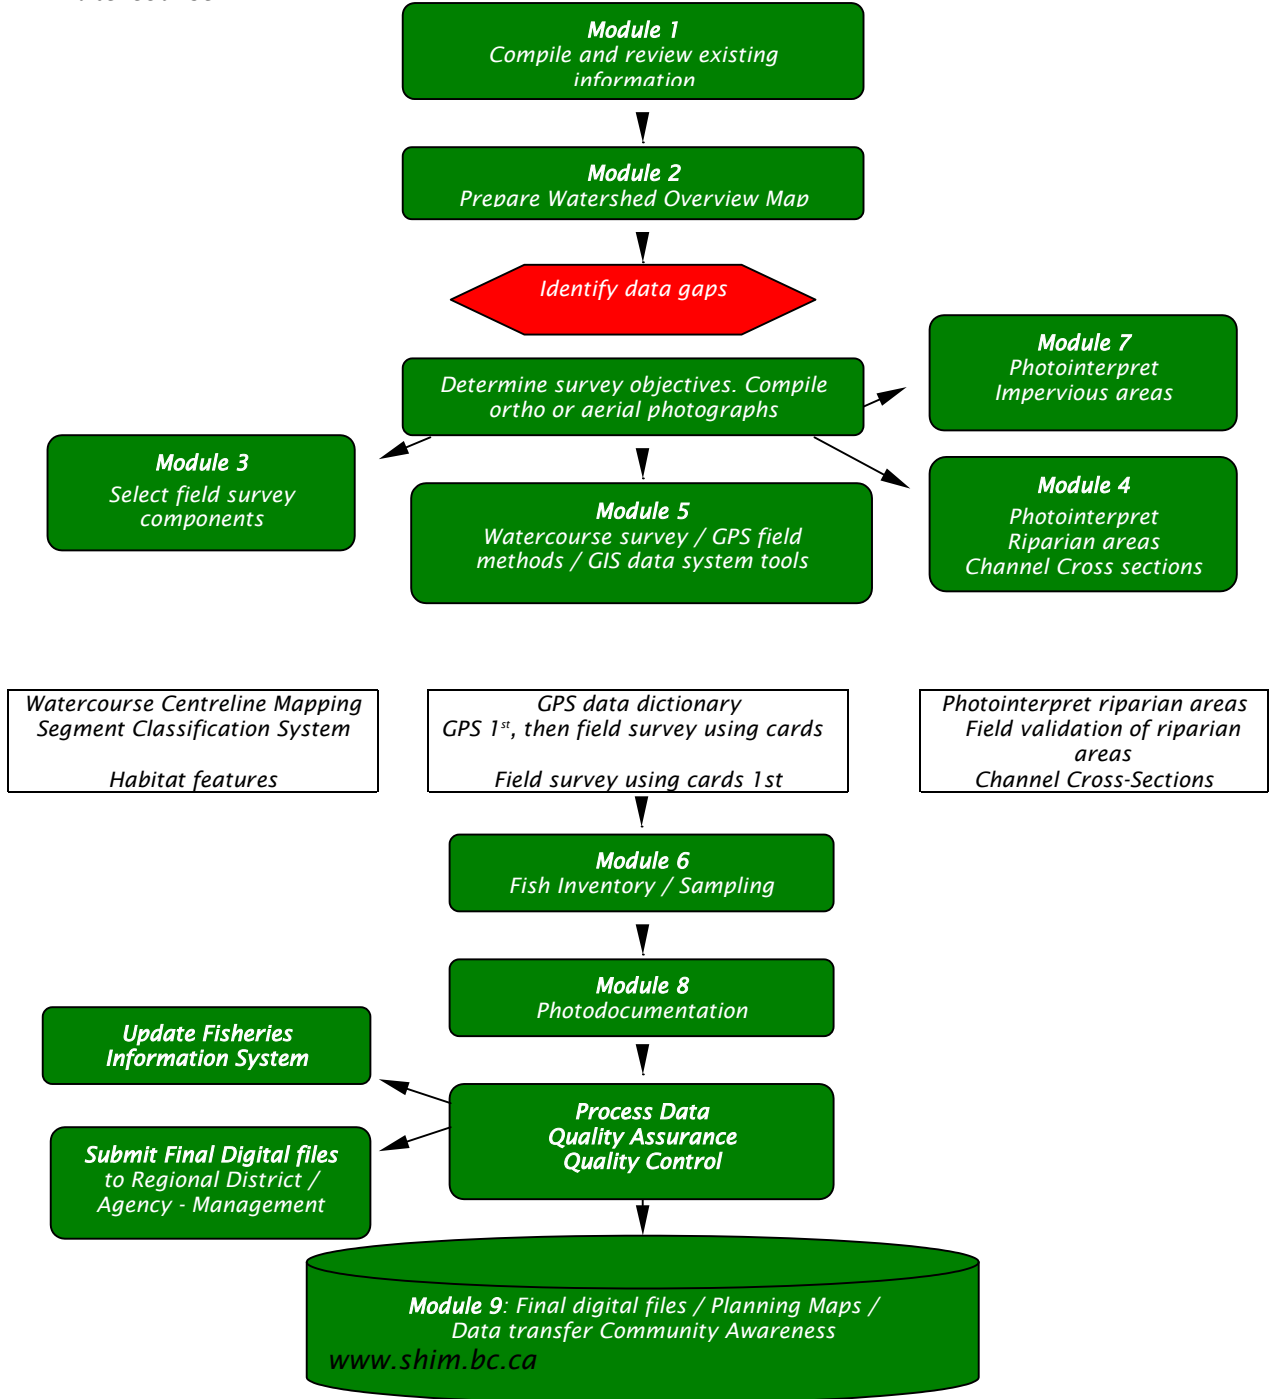 Module 1
Compile and review existing
information
Module 2
Prepare Watershed Overview Map
Identify data gaps
Determine survey objectives. Compile
ortho or aerial photographs
Module 7
Photointerpret
Impervious areas
Module 3
Select field survey
components
Module 5
Watercourse survey / GPS field
methods / GIS data system tools
Module 4
Photointerpret
Riparian areas
Channel Cross sections
Watercourse Centreline Mapping
Segment Classification System
Habitat features
GPS data dictionary
GPS 1st, then field survey using cards
Field survey using cards 1st
Photointerpret riparian areas
Field validation of riparian
areas
Channel Cross-Sections
Module 6
Fish Inventory / Sampling
Module 8
Photodocumentation
Update Fisheries
Information System
Process Data
Quality Assurance
Quality Control
Submit Final Digital files
to Regional District /
Agency - Management
Module 9: Final digital files / Planning Maps /
Data transfer Community Awareness
www.shim.bc.ca